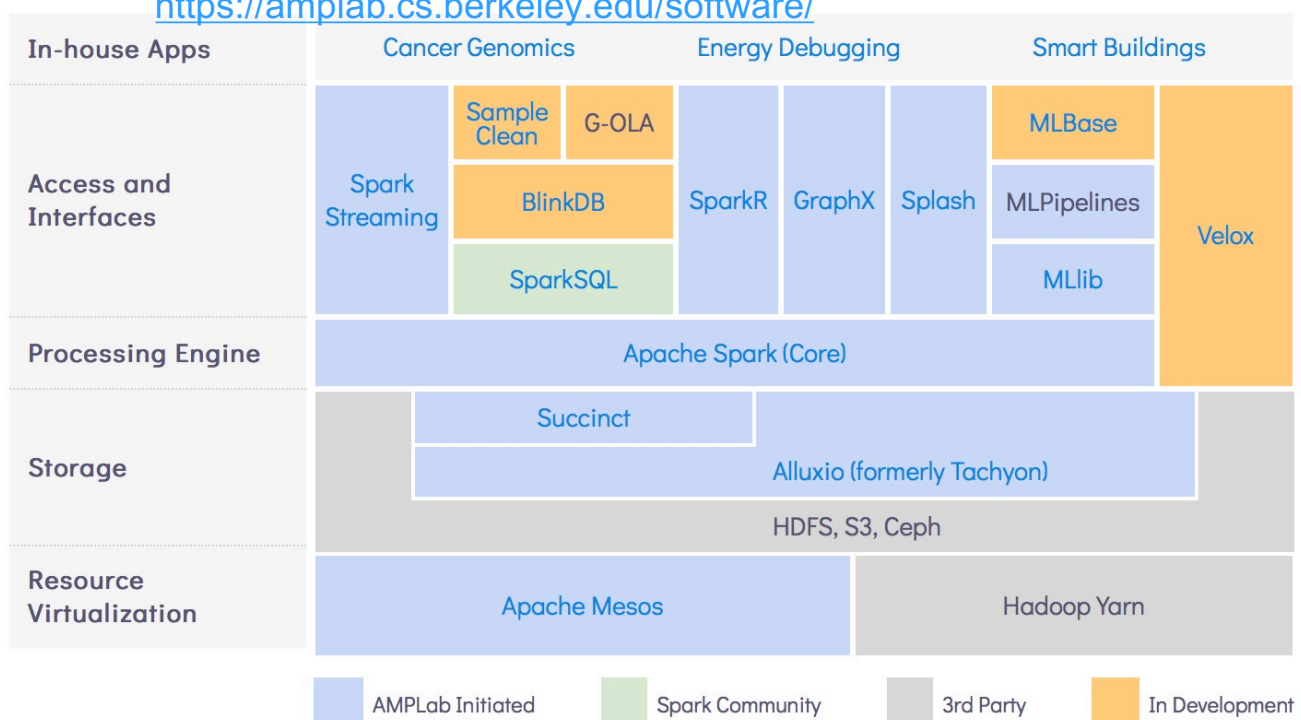 https://amplab.cs.berkeley.edu/software/
In-house Apps
Cancer Genomics
Energy Debugging
Smart Buildings
Access and
Interfaces
Spark
Streaming
Sample
Clean
G-OLA
BlinkDB
SparkSQL
SparkR
GraphX
Splash
MLBase
MLPipelines
MLlib
Velox
Processing Engine
Apache Spark (Core)
Storage
Succinct
Alluxio (formerly Tachyon)
HDFS, S3, Ceph
Resource
Virtualization
Apache Mesos
Hadoop Yarn
AMPLab Initiated
Spark Community
3rd Party
In Development